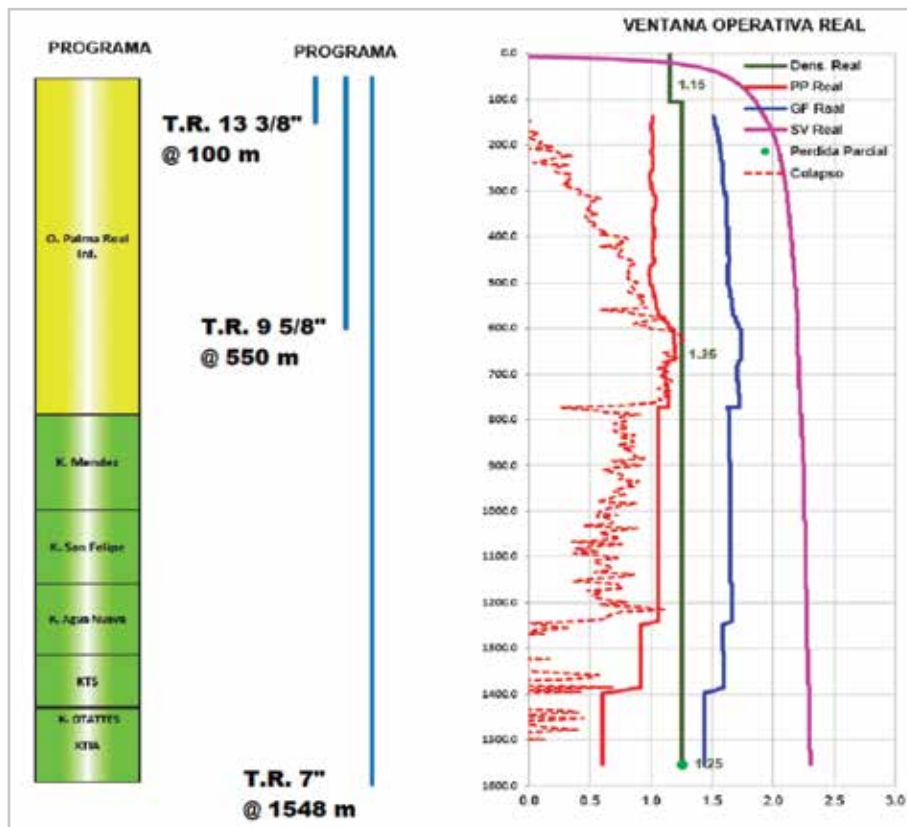 PROGRAMA
O. Palma Real
Inf.
K. Mendez
K. San Felipe
K. Agua Nueva
KTS
K. OTATTES
KTIA
PROGRAMA
T.R. 13 3/8"
@ 100 m
T.R. 9 5/8"
@ 550 m
T.R. 7"
@ 1548 m
VENTANA OPERATIVA REAL
0.0
100.0
200.0
300.0
400.0
500.0
600.0
700.0
800.0
900.0
1000.0
1100.0
1200.0
1300.0
1400.0
1500.0
1600.0
Dens. Real
PP Real
GF Real
SV Real
Perdida Parcial
Colapso
1.15
1.25
1.25
0.0 0.5 1.0 1.5 2.0 2.5 3.0